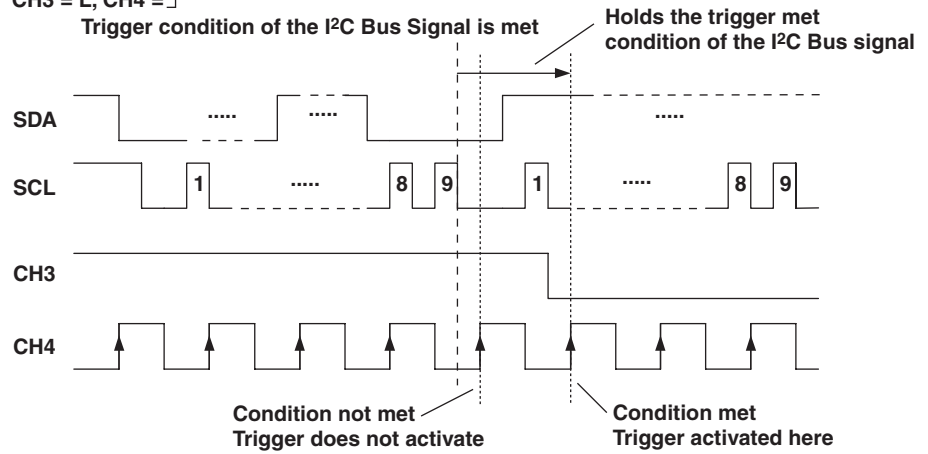 CH3 = L, CH4 =
Trigger condition of the I²C Bus Signal is met
Holds the trigger met
condition of the I²C Bus signal
SDA ..... ..... .....
SCL 1 ..... 8 9 1 ..... 8 9
CH3
CH4
Condition not met
Trigger does not activate
Condition met
Trigger activated here